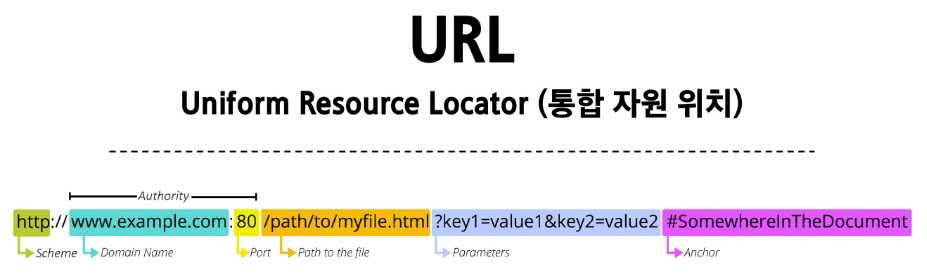 URL
Uniform Resource Locator (통합 자원 위치)
Authority
http://www.example.com:80/path/to/myfile.html?key1=value1&key2=value2#SomewhereInTheDocument
Scheme Domain Name Port Path to the file Parameters Anchor